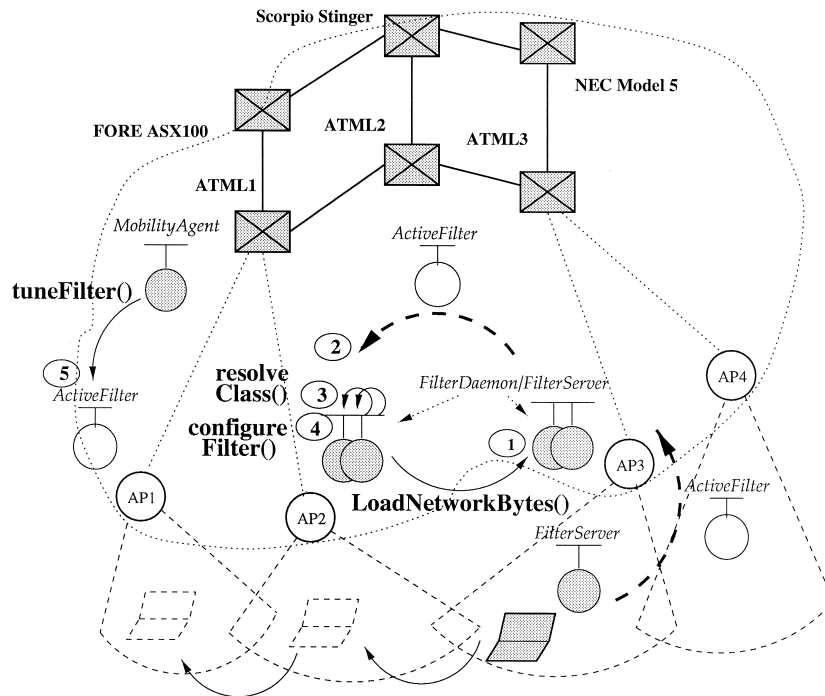 Scorpio Stinger
NEC Model 5
FORE ASX100
ATML2
ATML3
ATML1
MobilityAgent
ActiveFilter
tuneFilter()
2
5
resolve
Class()
3
FilterDaemon/FilterServer
AP4
ActiveFilter
configure
Filter()
4
1
AP3
LoadNetworkBytes()
ActiveFilter
AP1
AP2
FilterServer